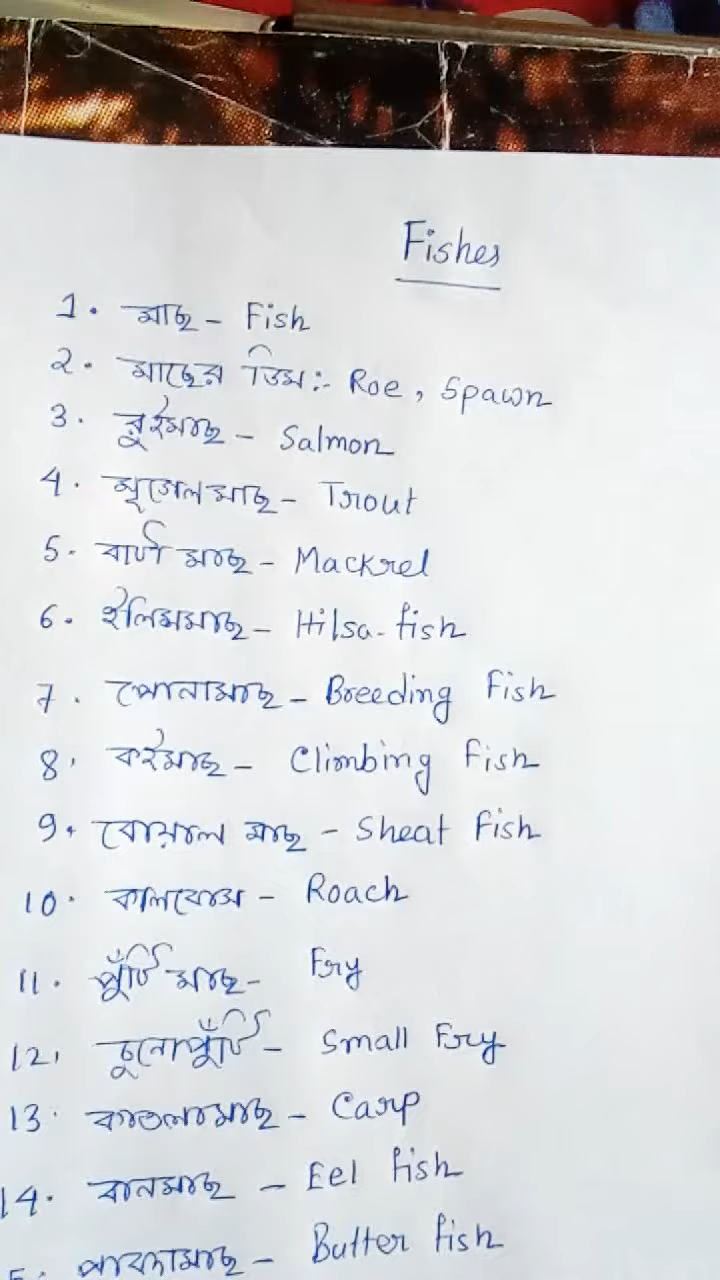 Fishes
1. মাছ - Fish
2. মাছের ডিম:- Roe, Spawn
3. রুইমাছ - Salmon
4. মৃগেলমাছ - Trout
5. বাটা মাছ - Mackrel
6. ইলিশমাছ - Hilsa-fish
7. পোনামাছ - Breeding Fish
8. কইমাছ - Climbing Fish
9. বোয়াল মাছ - Sheat Fish
10. কালবোস - Roach
11. পুঁটি মাছ - Fry
12. চুনোপুঁটি - Small Fry
13. কাতলামাছ - Carp
14. বানমাছ - Eel fish
5. পাবদামাছ - Butter fish